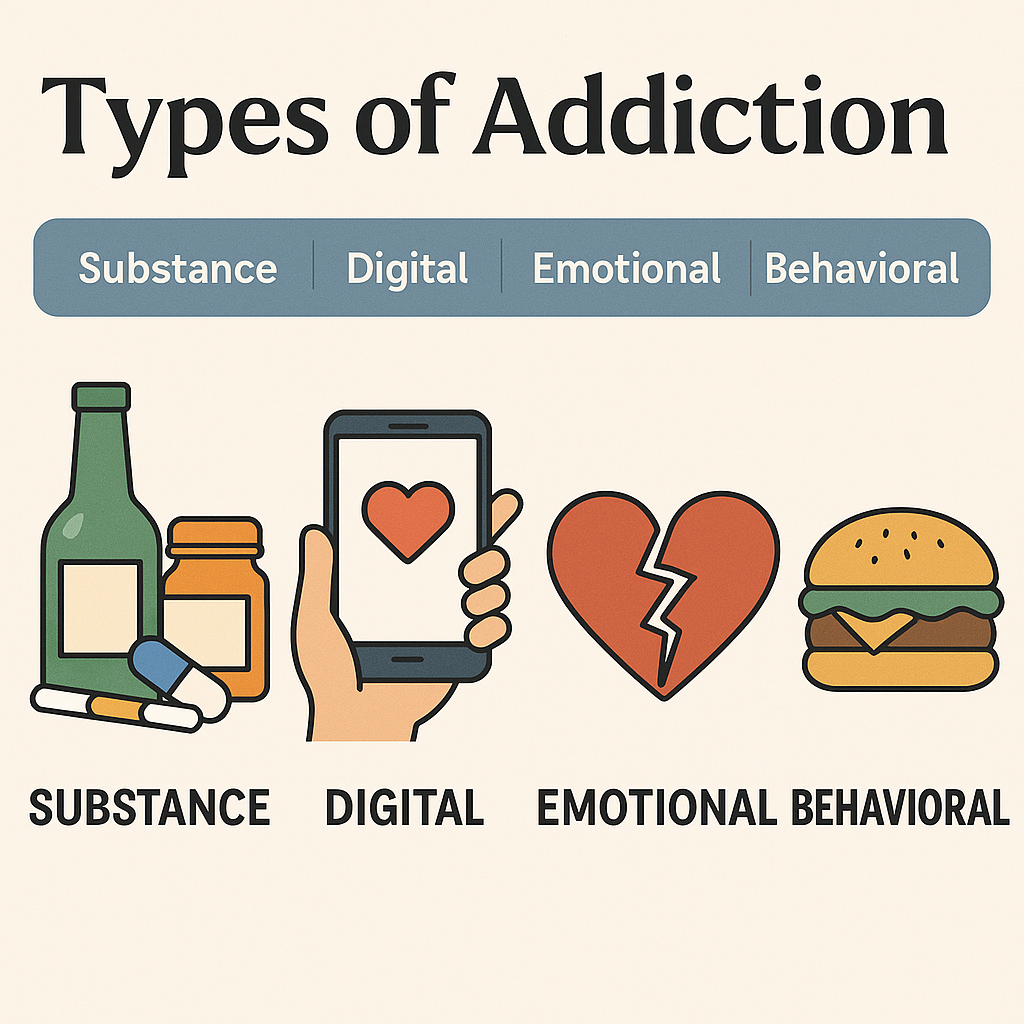 Types of Addiction
Substance Digital Emotional Behavioral
SUBSTANCE DIGITAL EMOTIONAL BEHAVIORAL